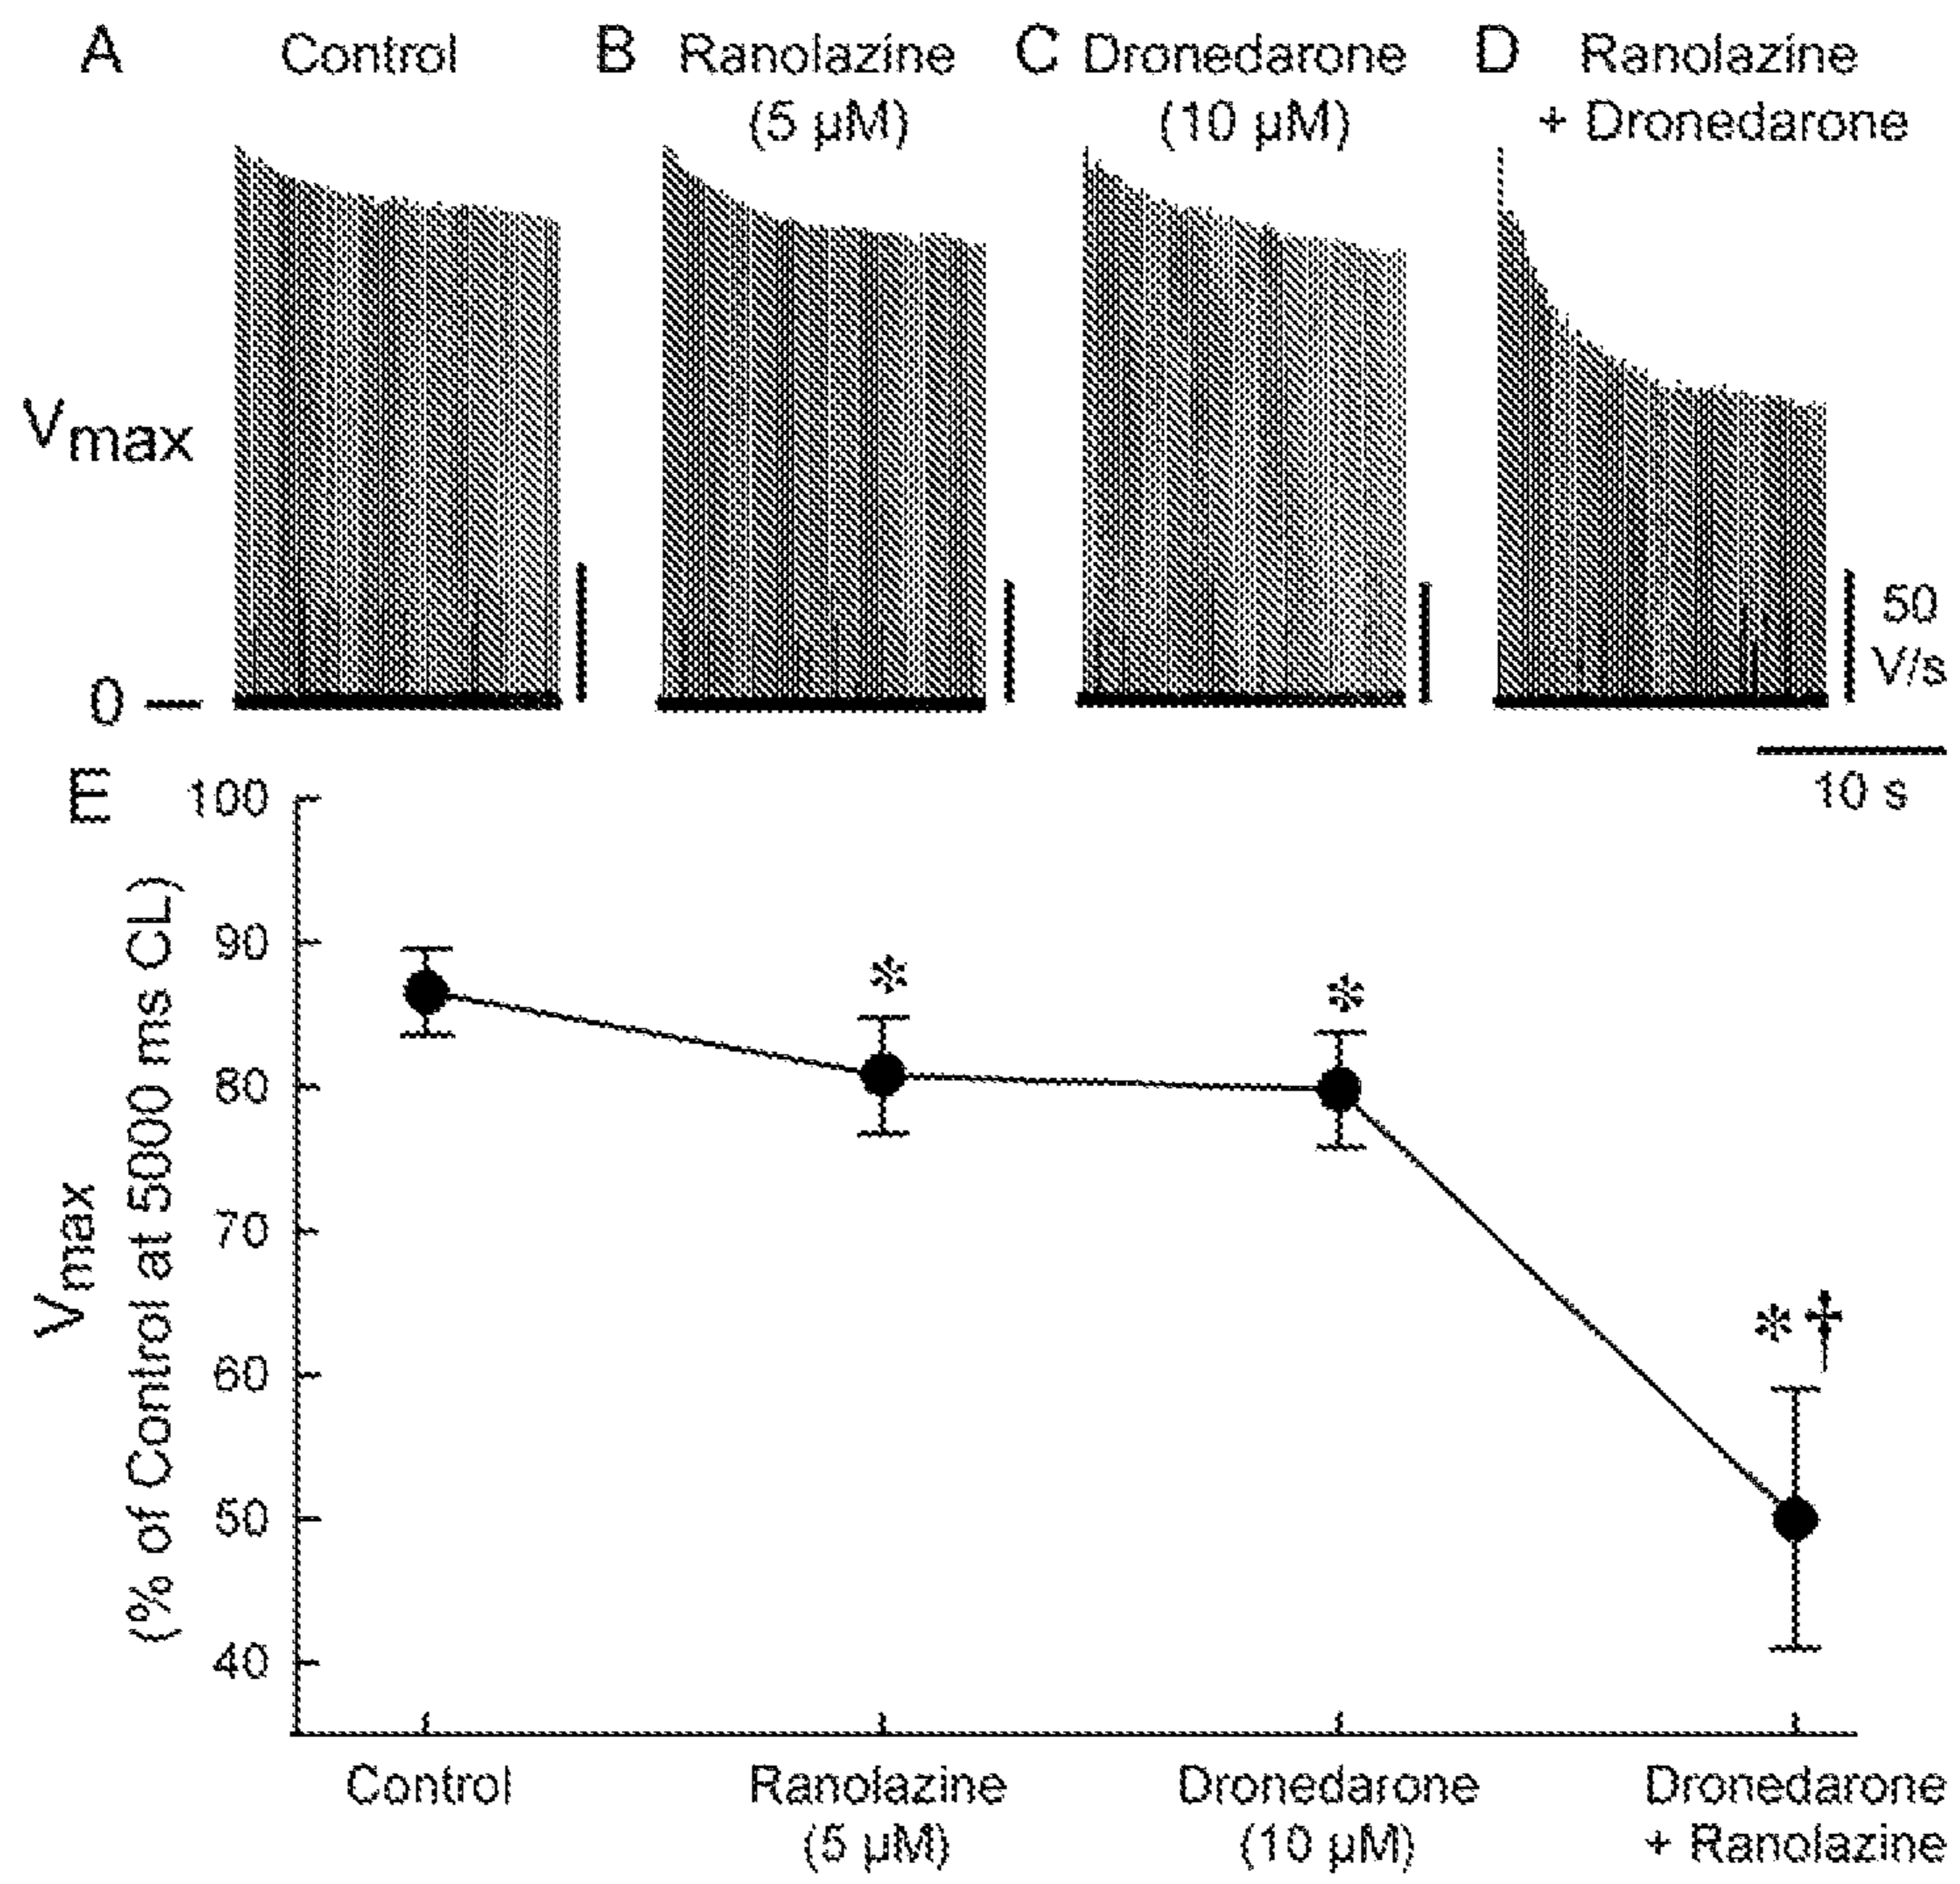 A Control B Ranolazine C Dronedarone D Ranolazine
(5 µM) (10 µM) + Dronedarone
Vmax
50
V/s
0
10 s
E
100
90
80
70
60
50
40
Vmax
(% of Control at 5000 ms CL)
*
*
*†
Control Ranolazine Dronedarone Dronedarone
(5 µM) (10 µM) + Ranolazine